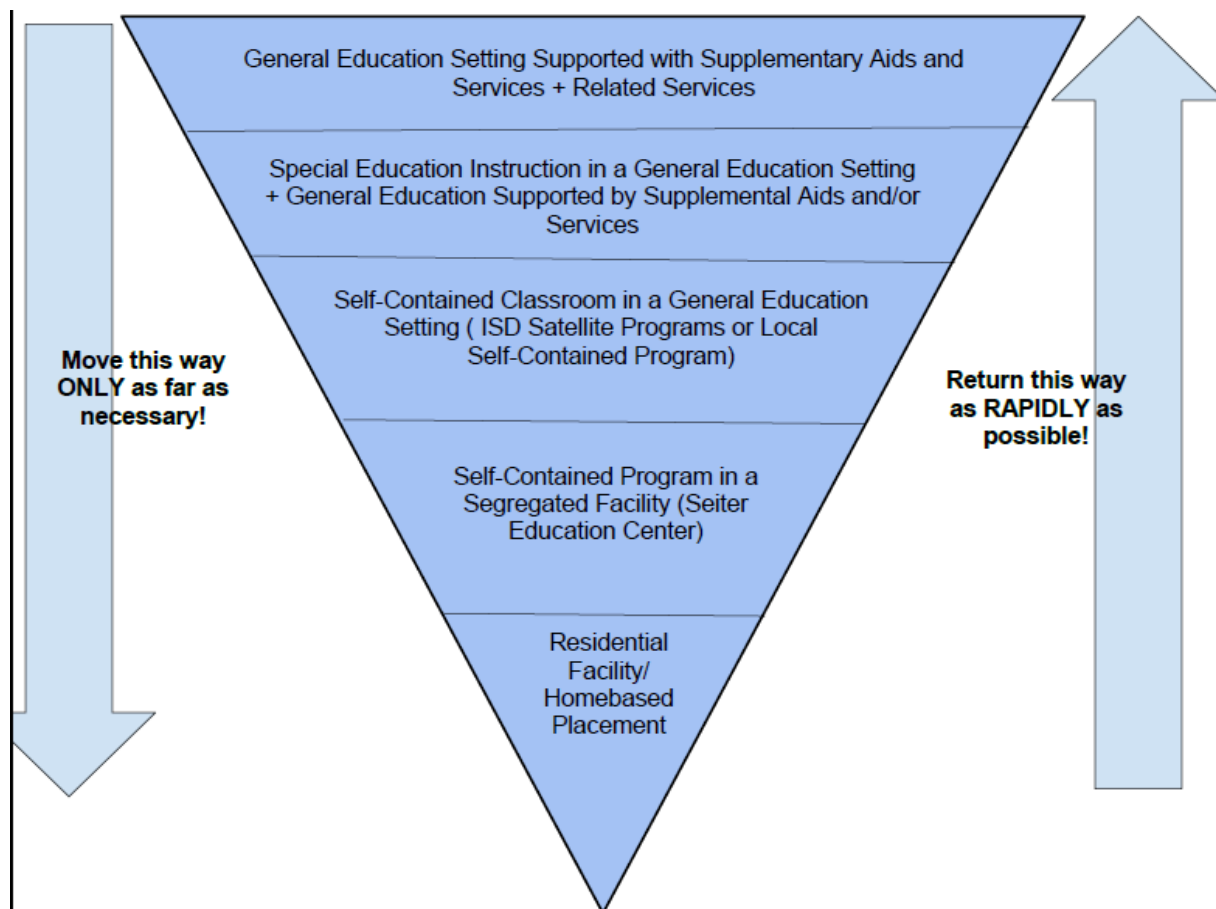 General Education Setting Supported with Supplementary Aids and
Services + Related Services
Special Education Instruction in a General Education Setting
+ General Education Supported by Supplemental Aids and/or
Services
Self-Contained Classroom in a General Education
Setting ( ISD Satellite Programs or Local
Self-Contained Program)
Move this way
ONLY as far as
necessary!
Return this way
as RAPIDLY as
possible!
Self-Contained Program in a
Segregated Facility (Seiter
Education Center)
Residential
Facility/
Homebased
Placement